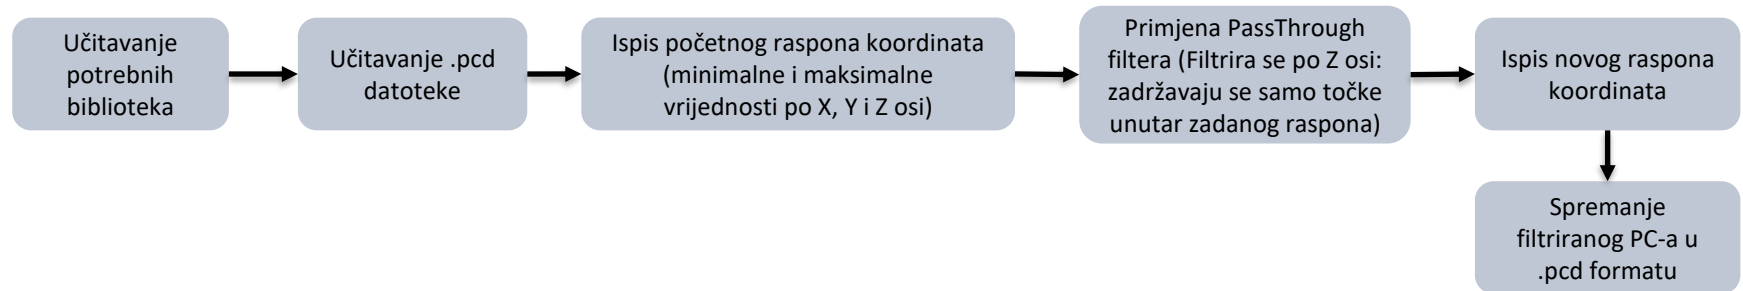 Učitavanje
potrebnih
biblioteka
Učitavanje .pcd
datoteke
Ispis početnog raspona koordinata
(minimalne i maksimalne
vrijednosti po X, Y i Z osi)
Primjena PassThrough
filtera (Filtrira se po Z osi:
zadržavaju se samo točke
unutar zadanog raspona)
Ispis novog raspona
koordinata
Spremanje
filtriranog PC-a u
.pcd formatu